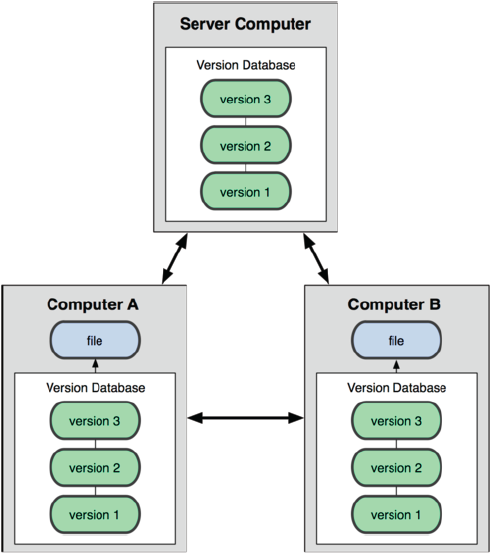 Server Computer
Version Database
version 3
version 2
version 1
Computer A
file
Version Database
version 3
version 2
version 1
Computer B
file
Version Database
version 3
version 2
version 1